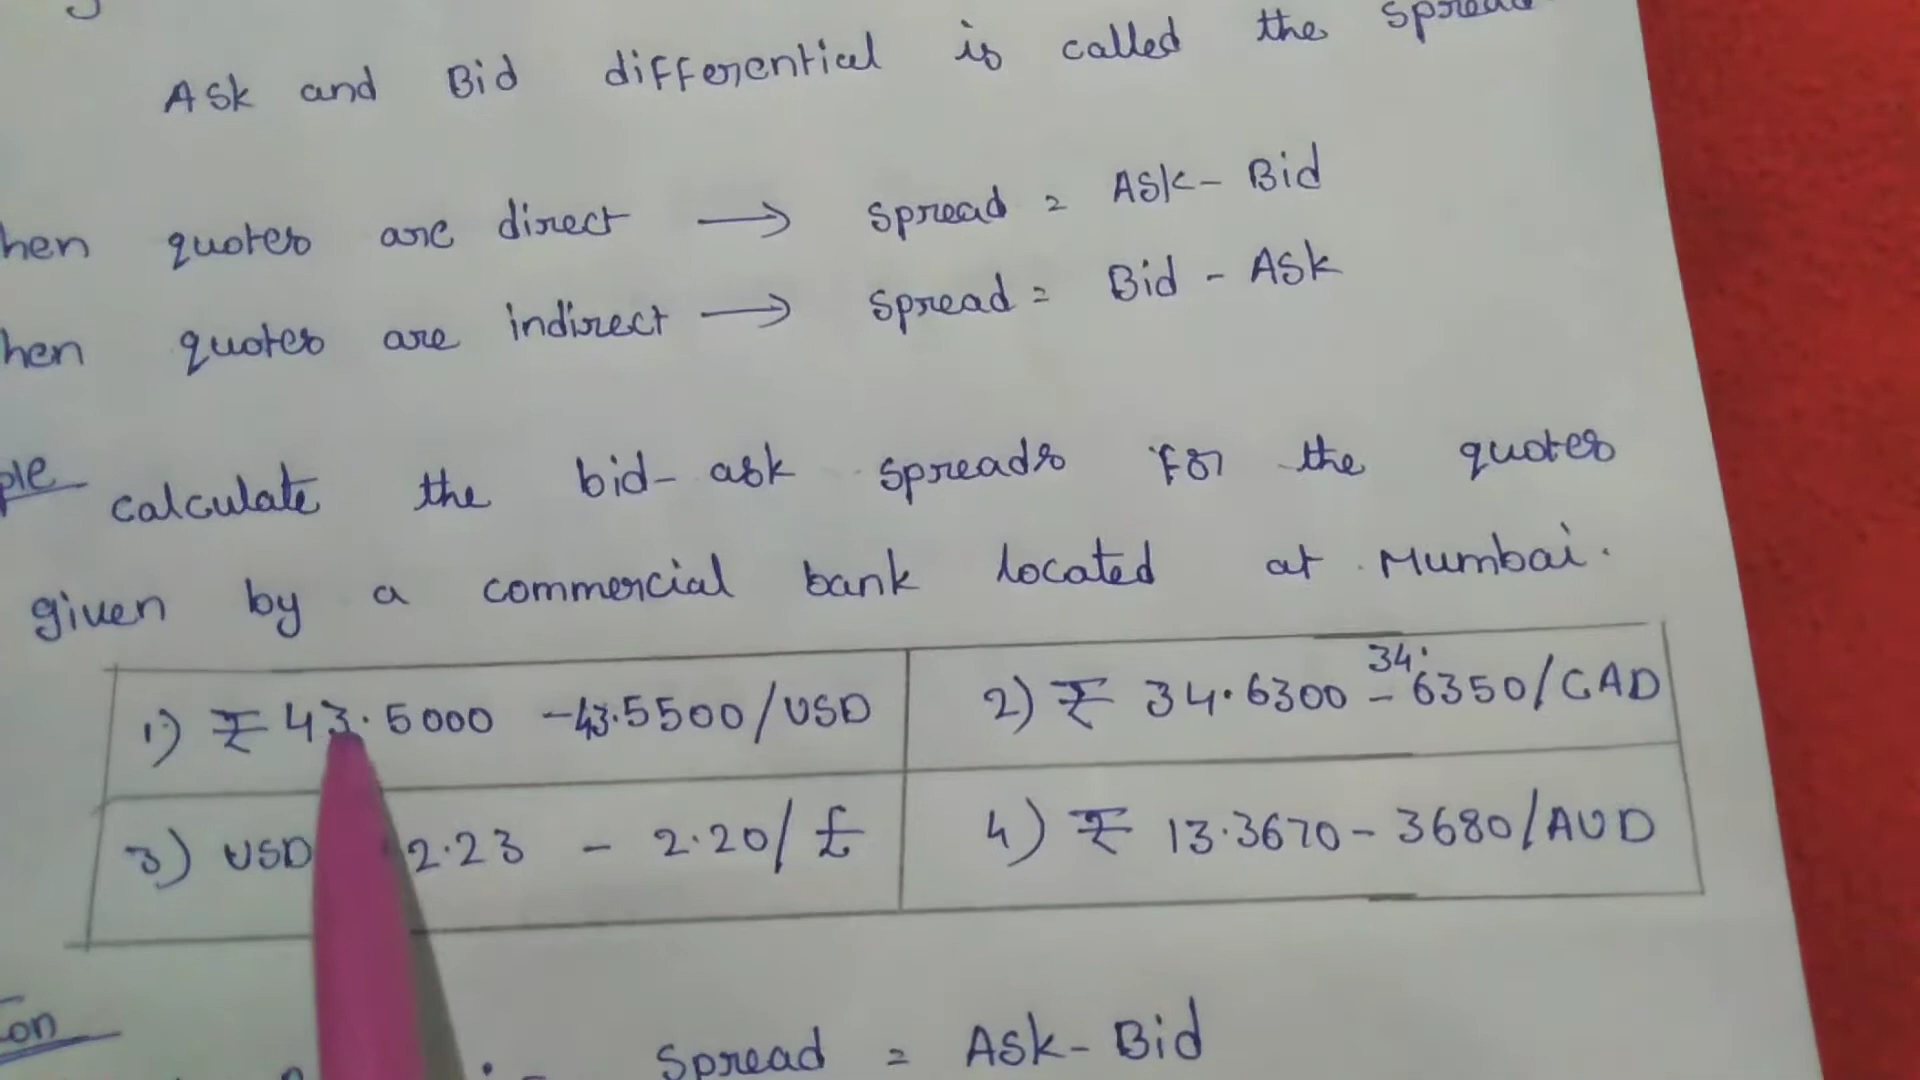 Ask and Bid differential is called the spread
hen quotes are direct → spread = Ask - Bid
hen quotes are indirect → spread = Bid - Ask
ple calculate the bid-ask spreads for the quotes
given by a commercial bank located at Mumbai.
1) ₹ 43.5000 - 43.5500/USD
2) ₹ 34.6300 - 34.6350/CAD
3) USD 2.23 - 2.20/£
4) ₹ 13.3670 - 3680/AUD
ion
Spread = Ask - Bid